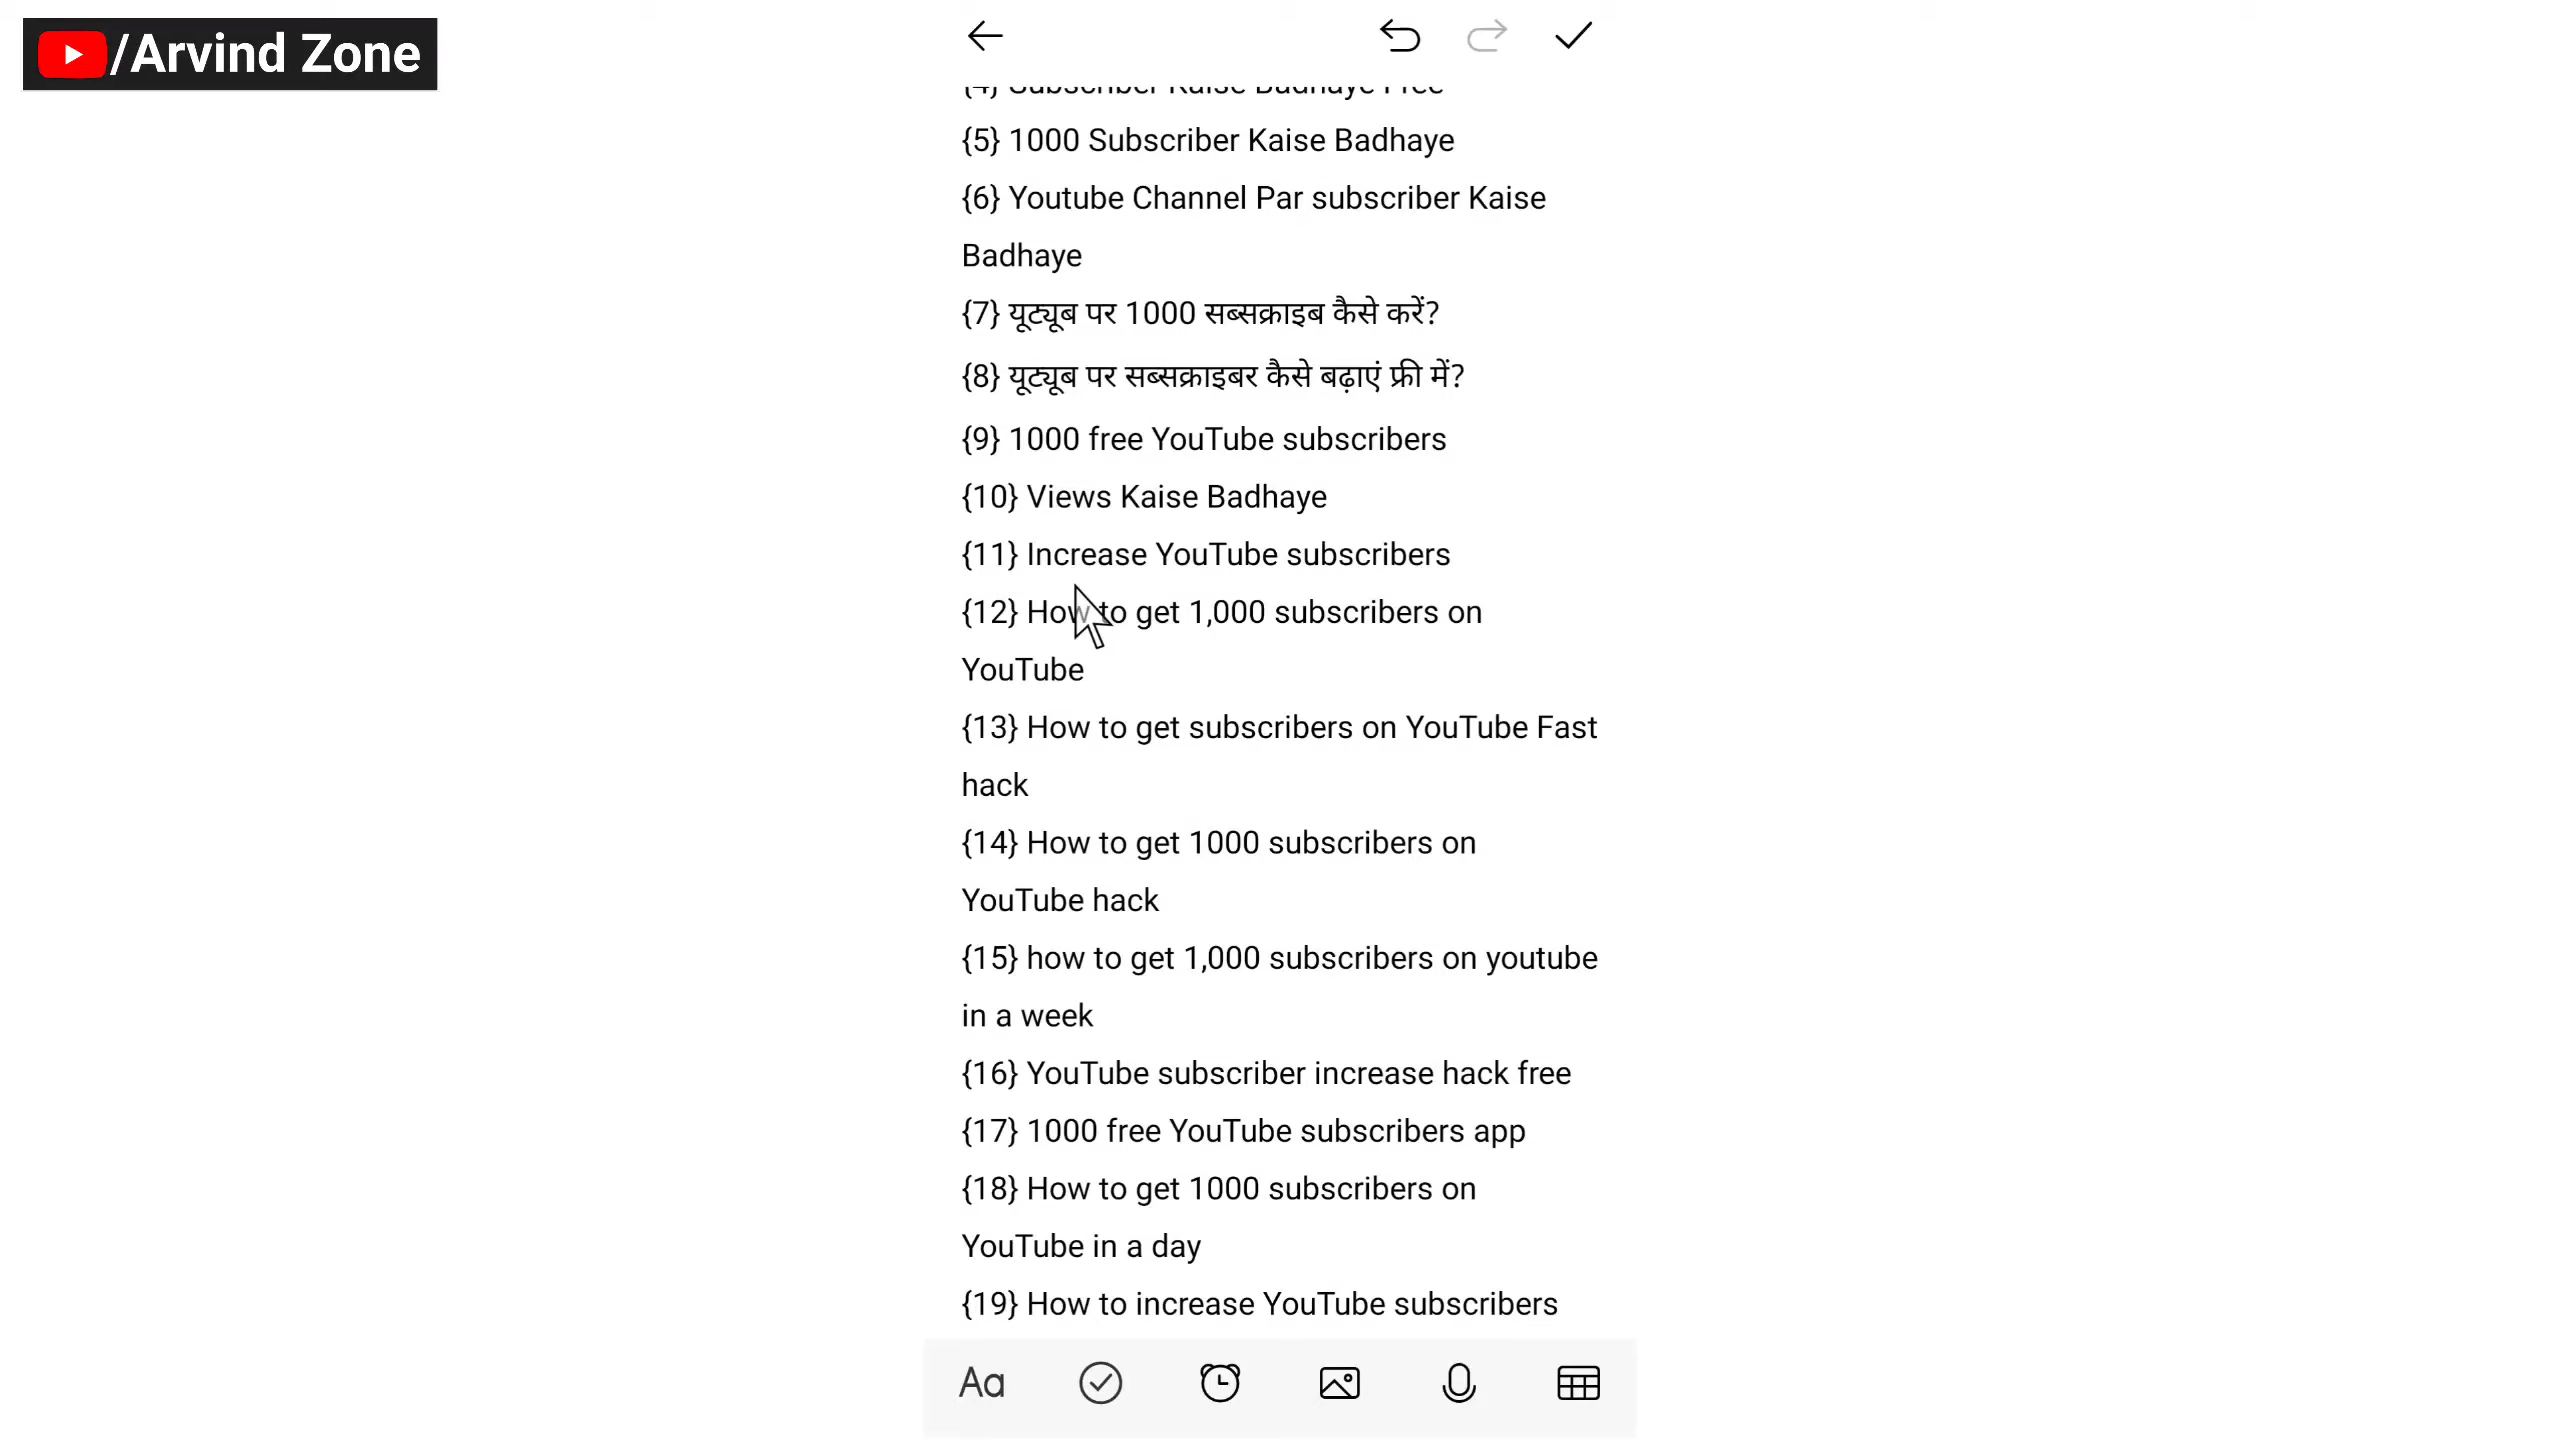 /Arvind Zone
{4} Subscriber Kaise Badhaye Free
{5} 1000 Subscriber Kaise Badhaye
{6} Youtube Channel Par subscriber Kaise
Badhaye
{7} यूट्यूब पर 1000 सब्सक्राइब कैसे करें?
{8} यूट्यूब पर सब्सक्राइबर कैसे बढ़ाएं फ्री में?
{9} 1000 free YouTube subscribers
{10} Views Kaise Badhaye
{11} Increase YouTube subscribers
{12} How to get 1,000 subscribers on
YouTube
{13} How to get subscribers on YouTube Fast
hack
{14} How to get 1000 subscribers on
YouTube hack
{15} how to get 1,000 subscribers on youtube
in a week
{16} YouTube subscriber increase hack free
{17} 1000 free YouTube subscribers app
{18} How to get 1000 subscribers on
YouTube in a day
{19} How to increase YouTube subscribers
Aa